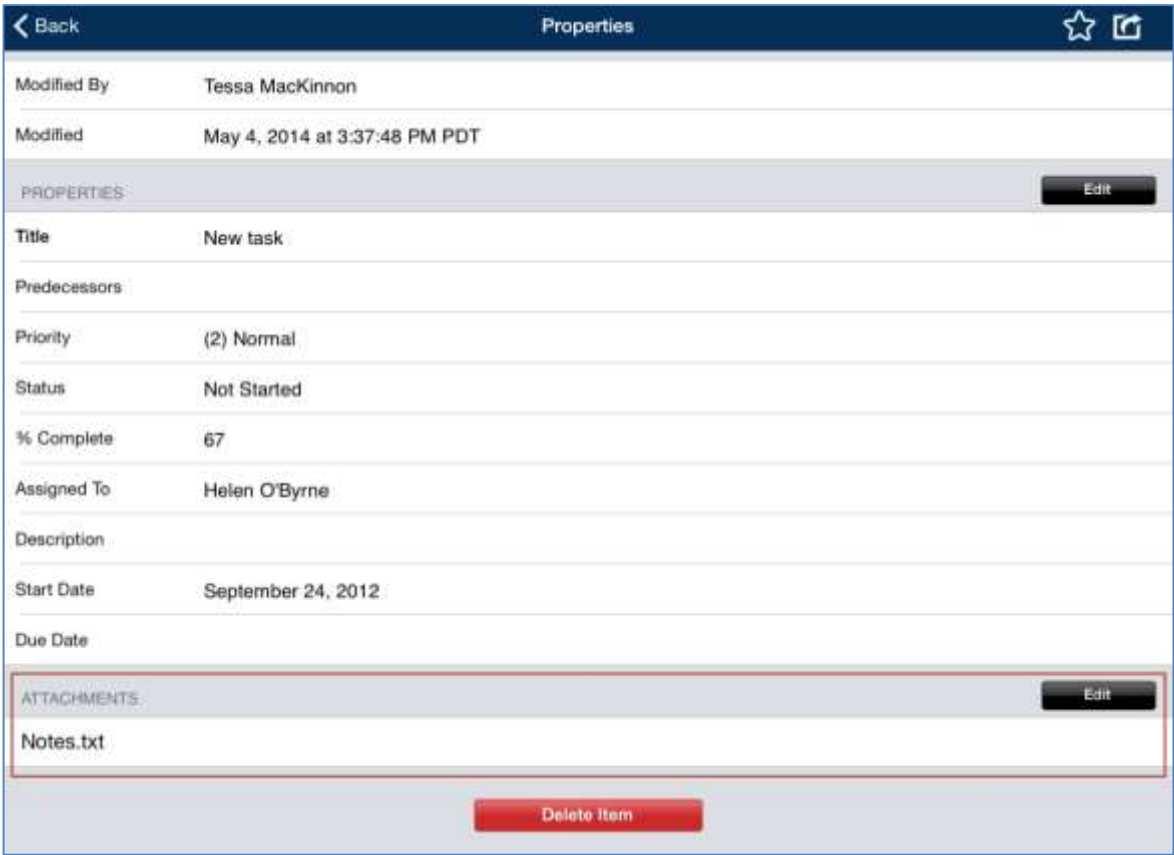 Back Properties
Modified By Tessa MacKinnon
Modified May 4, 2014 at 3:37:48 PM PDT
PROPERTIES Edit
Title New task
Predecessors
Priority (2) Normal
Status Not Started
% Complete 67
Assigned To Helen O'Byrne
Description
Start Date September 24, 2012
Due Date
ATTACHMENTS Edit
Notes.txt
Delete Item